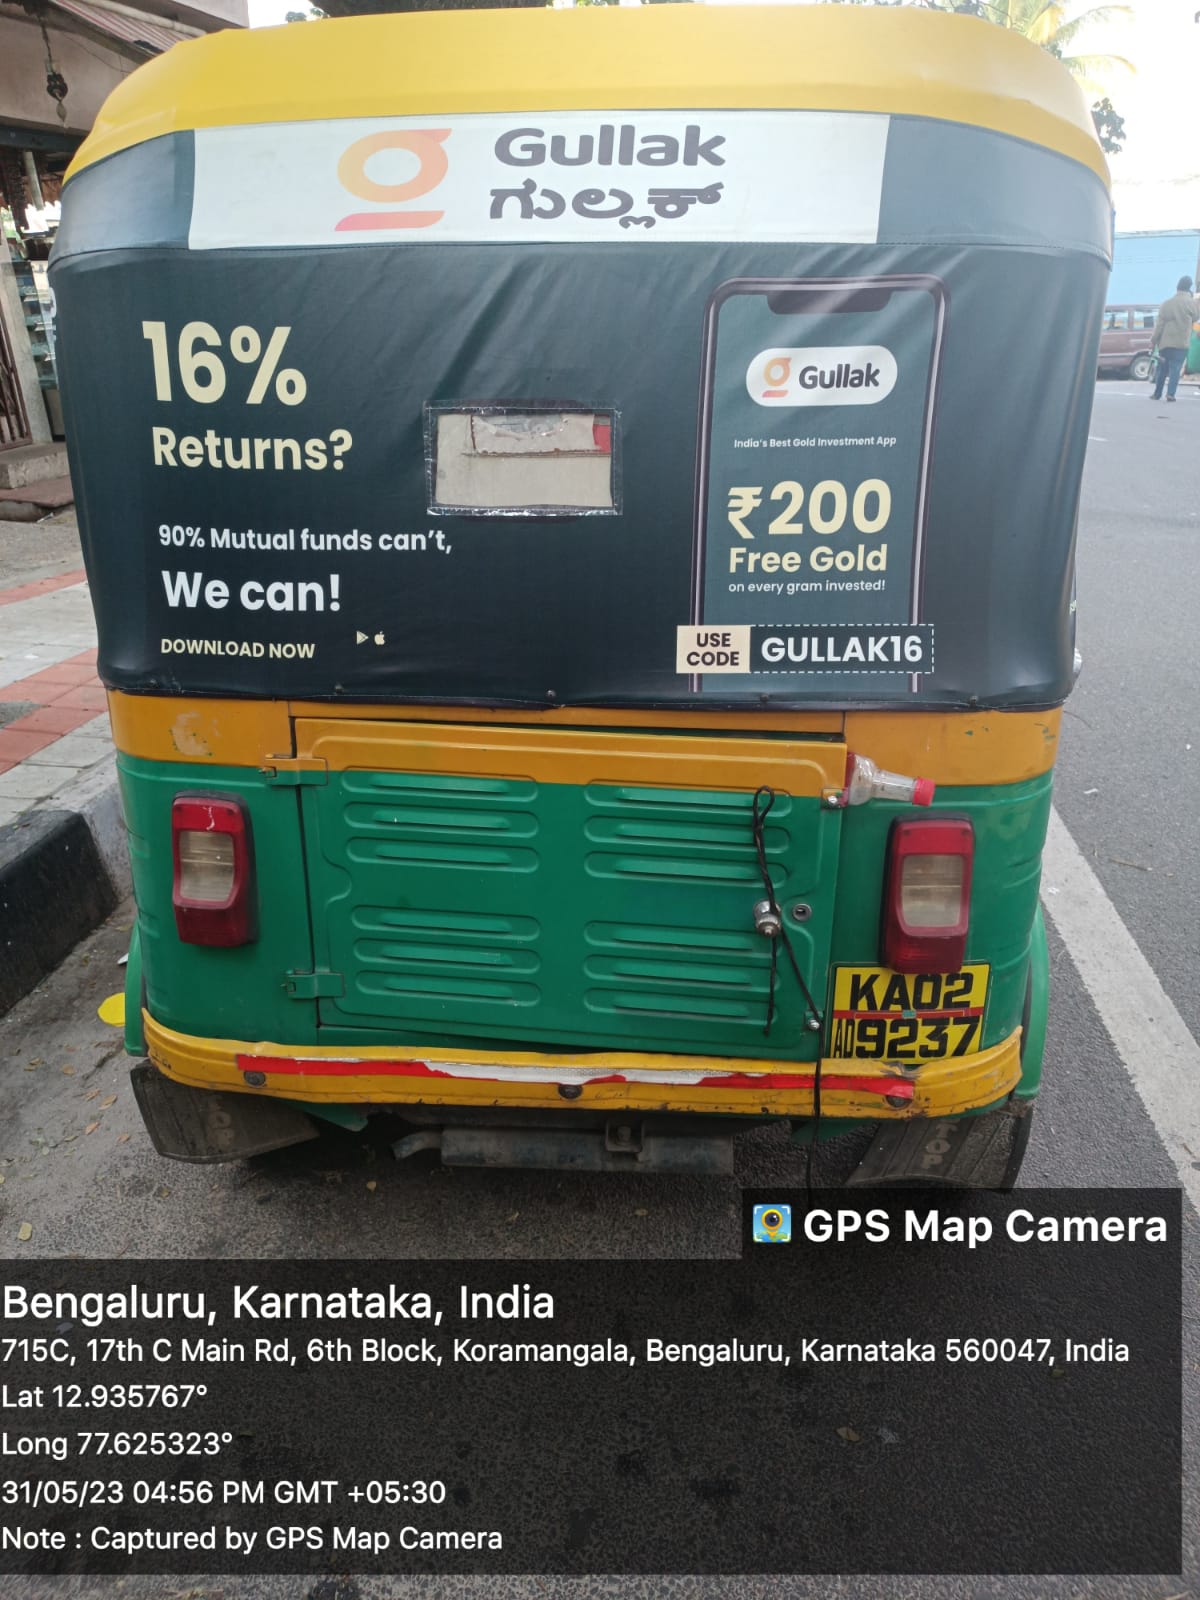 Gullak
ಗುಲ್ಲಕ್
16%
Returns?
90% Mutual funds can't,
We can!
DOWNLOAD NOW
Gullak
India's Best Gold Investment App
₹200
Free Gold
on every gram invested!
USE
CODE
GULLAK16
KA02
AD9237
TOP
GPS Map Camera
Bengaluru, Karnataka, India
715C, 17th C Main Rd, 6th Block, Koramangala, Bengaluru, Karnataka 560047, India
Lat 12.935767°
Long 77.625323°
31/05/23 04:56 PM GMT +05:30
Note : Captured by GPS Map Camera